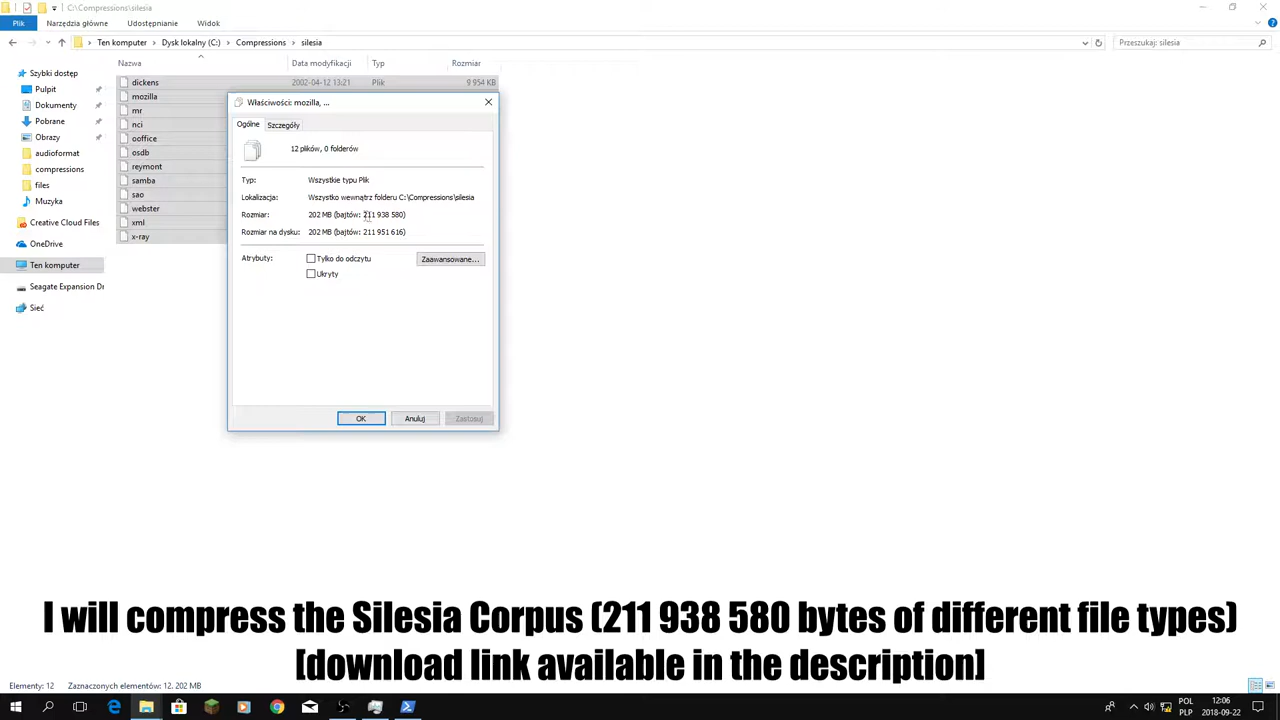 C:\Compressions\silesia
Plik
Narzędzia główne
Udostępnianie
Widok
Ten komputer
Dysk lokalny (C:)
Compressions
silesia
Przeszukaj: silesia
Szybki dostęp
Pulpit
Dokumenty
Pobrane
Obrazy
audioformat
compressions
files
Muzyka
Creative Cloud Files
OneDrive
Ten komputer
Seagate Expansion Dr
Sieć
Nazwa
Data modyfikacji
Typ
Rozmiar
dickens
2002-04-12 13:21
Plik
9 954 KB
mozilla
mr
nci
ooffice
osdb
reymont
samba
sao
webster
xml
x-ray
Właściwości: mozilla, ...
Ogólne
Szczegóły
12 plików, 0 folderów
Typ:
Wszystkie typu Plik
Lokalizacja:
Wszystko wewnątrz folderu C:\Compressions\silesia
Rozmiar:
202 MB (bajtów: 211 938 580)
Rozmiar na dysku:
202 MB (bajtów: 211 951 616)
Atrybuty:
Tylko do odczytu
Zaawansowane...
Ukryty
OK
Anuluj
Zastosuj
I will compress the Silesia Corpus (211 938 580 bytes of different file types)
[download link available in the description]
Elementy: 12
Zaznaczonych elementów: 12. 202 MB
POL
PLP
12:06
2018-09-22